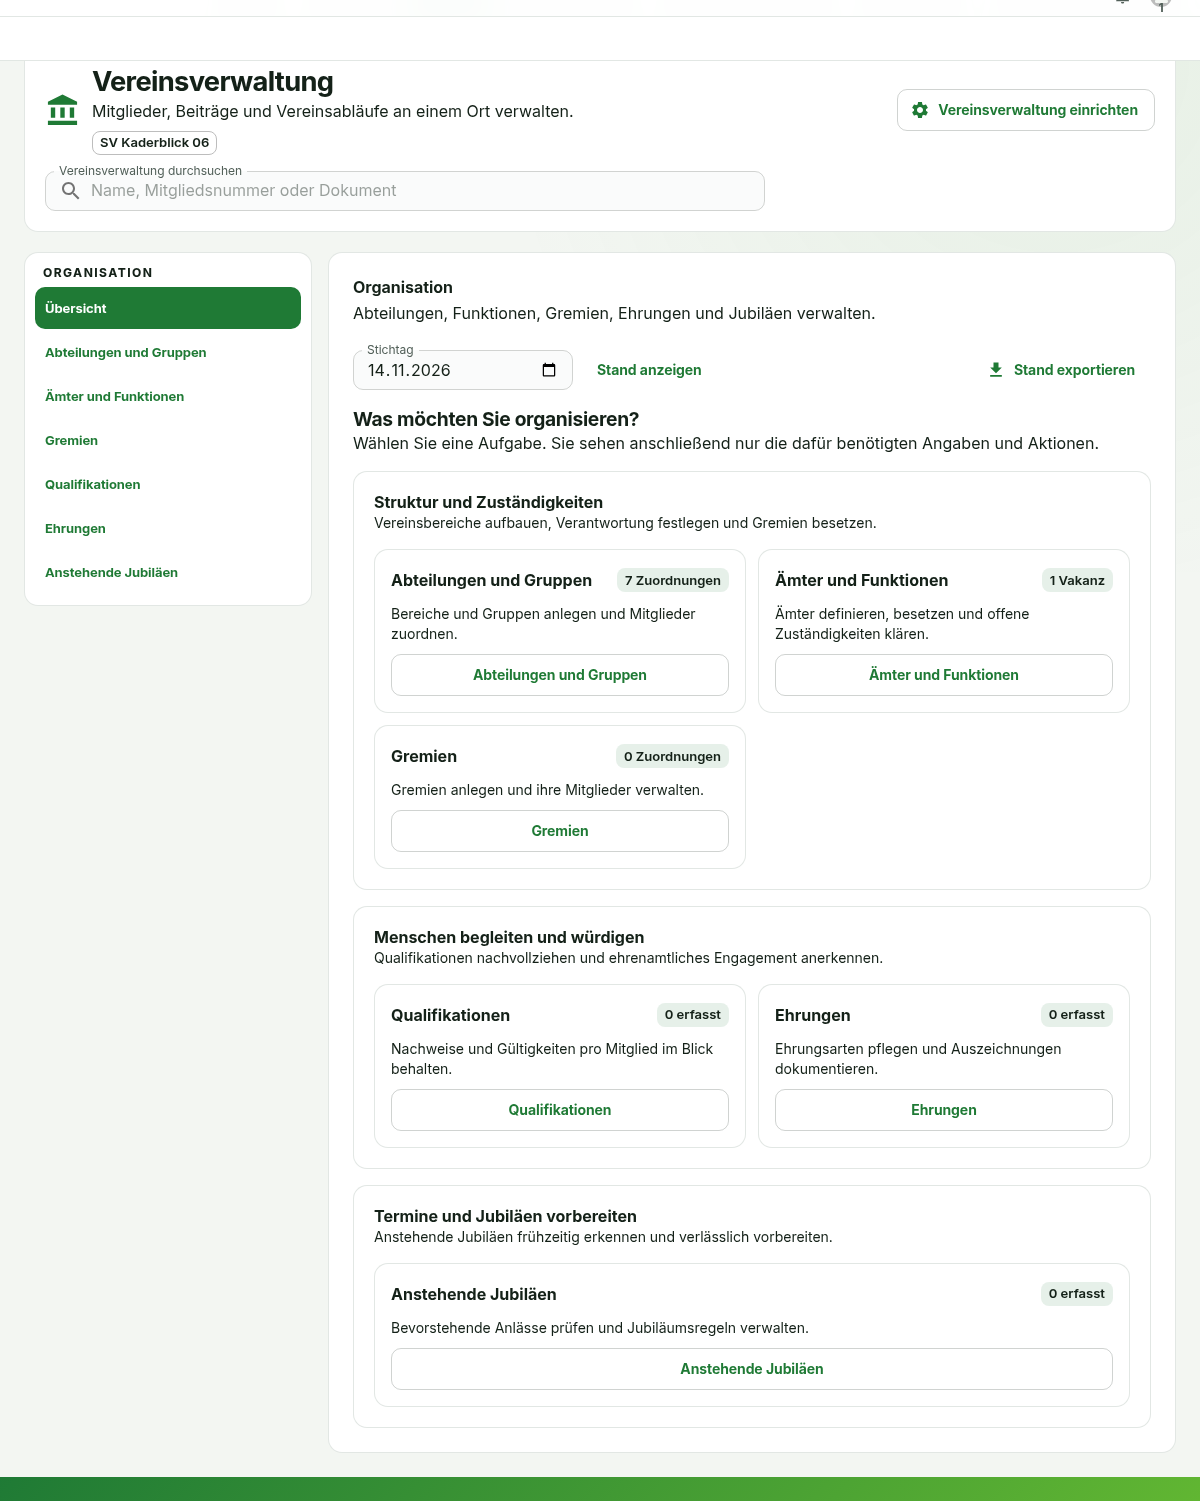 1
Vereinsverwaltung
Mitglieder, Beiträge und Vereinsabläufe an einem Ort verwalten.
SV Kaderblick 06
Vereinsverwaltung einrichten
Vereinsverwaltung durchsuchen
Name, Mitgliedsnummer oder Dokument
ORGANISATION
Übersicht
Abteilungen und Gruppen
Ämter und Funktionen
Gremien
Qualifikationen
Ehrungen
Anstehende Jubiläen
Organisation
Abteilungen, Funktionen, Gremien, Ehrungen und Jubiläen verwalten.
Stichtag
14.11.2026
Stand anzeigen
Stand exportieren
Was möchten Sie organisieren?
Wählen Sie eine Aufgabe. Sie sehen anschließend nur die dafür benötigten Angaben und Aktionen.
Struktur und Zuständigkeiten
Vereinsbereiche aufbauen, Verantwortung festlegen und Gremien besetzen.
Abteilungen und Gruppen
7 Zuordnungen
Bereiche und Gruppen anlegen und Mitglieder
zuordnen.
Abteilungen und Gruppen
Ämter und Funktionen
1 Vakanz
Ämter definieren, besetzen und offene
Zuständigkeiten klären.
Ämter und Funktionen
Gremien
0 Zuordnungen
Gremien anlegen und ihre Mitglieder verwalten.
Gremien
Menschen begleiten und würdigen
Qualifikationen nachvollziehen und ehrenamtliches Engagement anerkennen.
Qualifikationen
0 erfasst
Nachweise und Gültigkeiten pro Mitglied im Blick
behalten.
Qualifikationen
Ehrungen
0 erfasst
Ehrungsarten pflegen und Auszeichnungen
dokumentieren.
Ehrungen
Termine und Jubiläen vorbereiten
Anstehende Jubiläen frühzeitig erkennen und verlässlich vorbereiten.
Anstehende Jubiläen
0 erfasst
Bevorstehende Anlässe prüfen und Jubiläumsregeln verwalten.
Anstehende Jubiläen